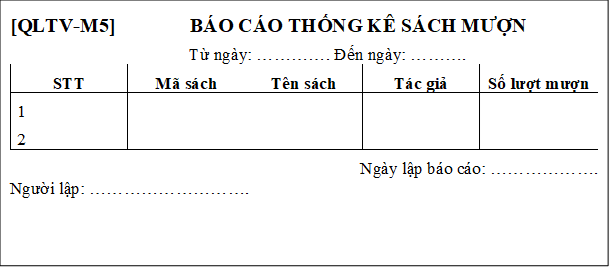 [QLTV-M5] BÁO CÁO THỐNG KÊ SÁCH MƯỢN
Từ ngày: …………. Đến ngày: ……….
STT Mã sách Tên sách Tác giả Số lượt mượn
1
2
Ngày lập báo cáo: ……………….
Người lập: ……………………….